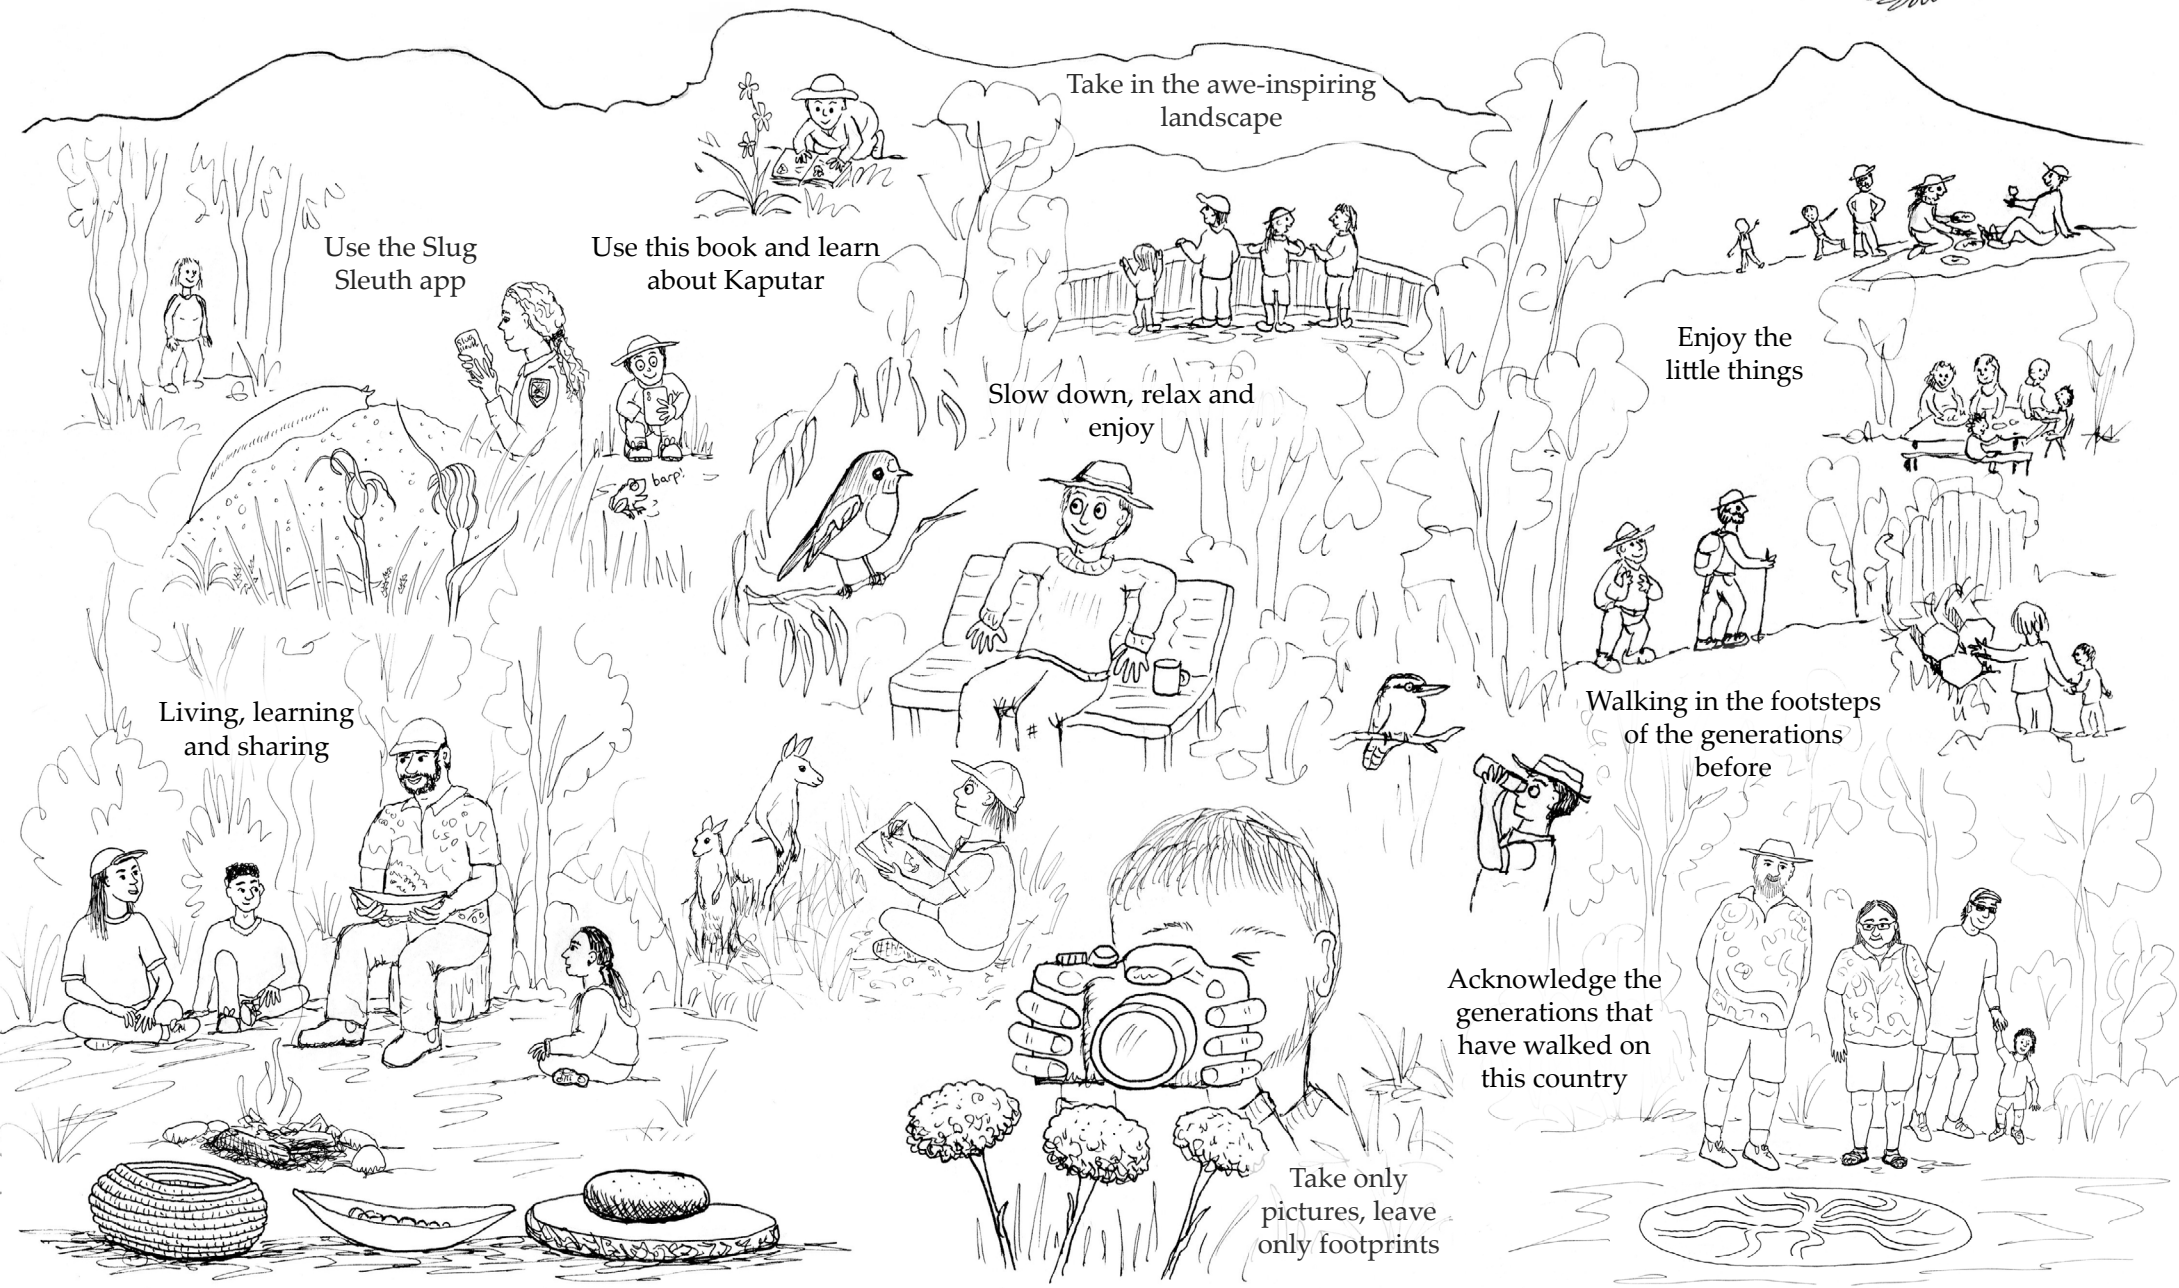 Take in the awe-inspiring
landscape
Use the Slug
Sleuth app
Use this book and learn
about Kaputar
Slug
Sleuth
barp!
Enjoy the
little things
Slow down, relax and
enjoy
Living, learning
and sharing
Walking in the footsteps
of the generations
before
Acknowledge the
generations that
have walked on
this country
Take only
pictures, leave
only footprints